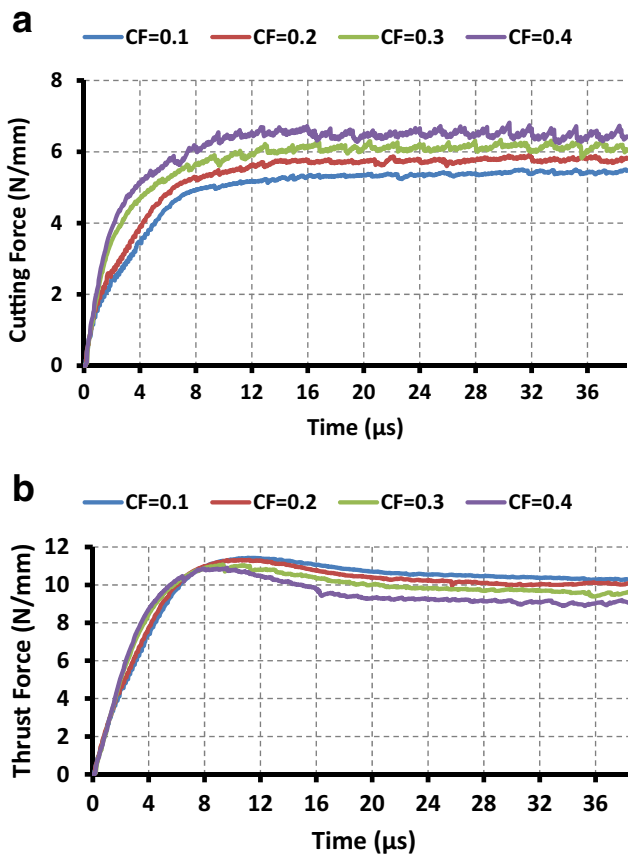 a
CF=0.1 CF=0.2 CF=0.3 CF=0.4
Cutting Force (N/mm)
8
6
4
2
0
0 4 8 12 16 20 24 28 32 36
Time (µs)
b
CF=0.1 CF=0.2 CF=0.3 CF=0.4
Thrust Force (N/mm)
12
10
8
6
4
2
0
0 4 8 12 16 20 24 28 32 36
Time (µs)